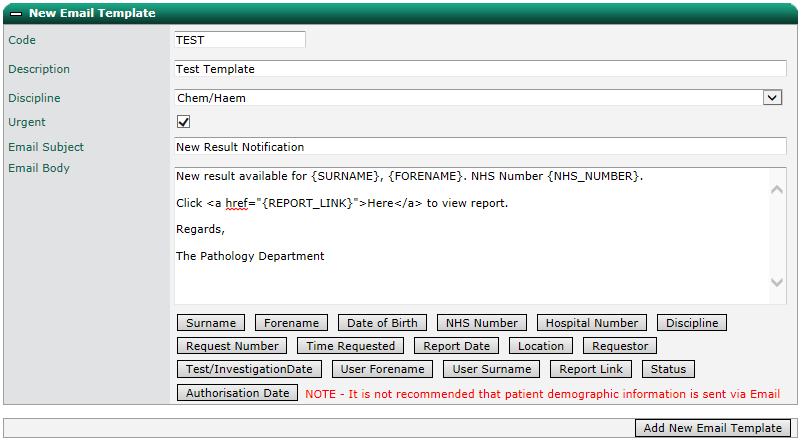 New Email Template
Code TEST
Description Test Template
Discipline Chem/Haem
Urgent
Email Subject New Result Notification
Email Body
New result available for {SURNAME}, {FORENAME}. NHS Number {NHS_NUMBER}.
Click <a href="{REPORT_LINK}">Here</a> to view report.
Regards,
The Pathology Department
Surname Forename Date of Birth NHS Number Hospital Number Discipline
Request Number Time Requested Report Date Location Requestor
Test/InvestigationDate User Forename User Surname Report Link Status
Authorisation Date NOTE - It is not recommended that patient demographic information is sent via Email
Add New Email Template